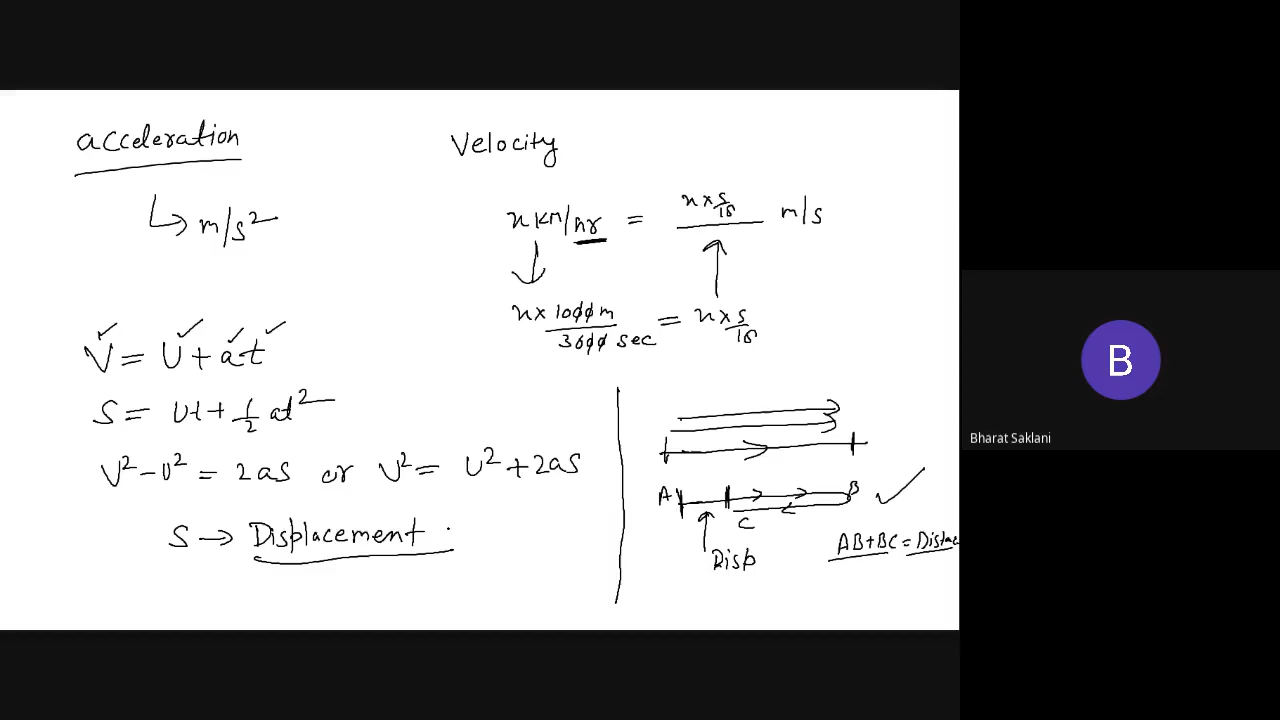 acceleration
Velocity
↳ m/s²
x km/hr = x × 5/18 m/s
x × 1000 m / 3600 sec = x × 5/18
V = U + at
S = Ut + 1/2 at²
V² - U² = 2aS or V² = U² + 2aS
S → Displacement .
A
B
C
Disp
AB+BC = Distac
B
Bharat Saklani